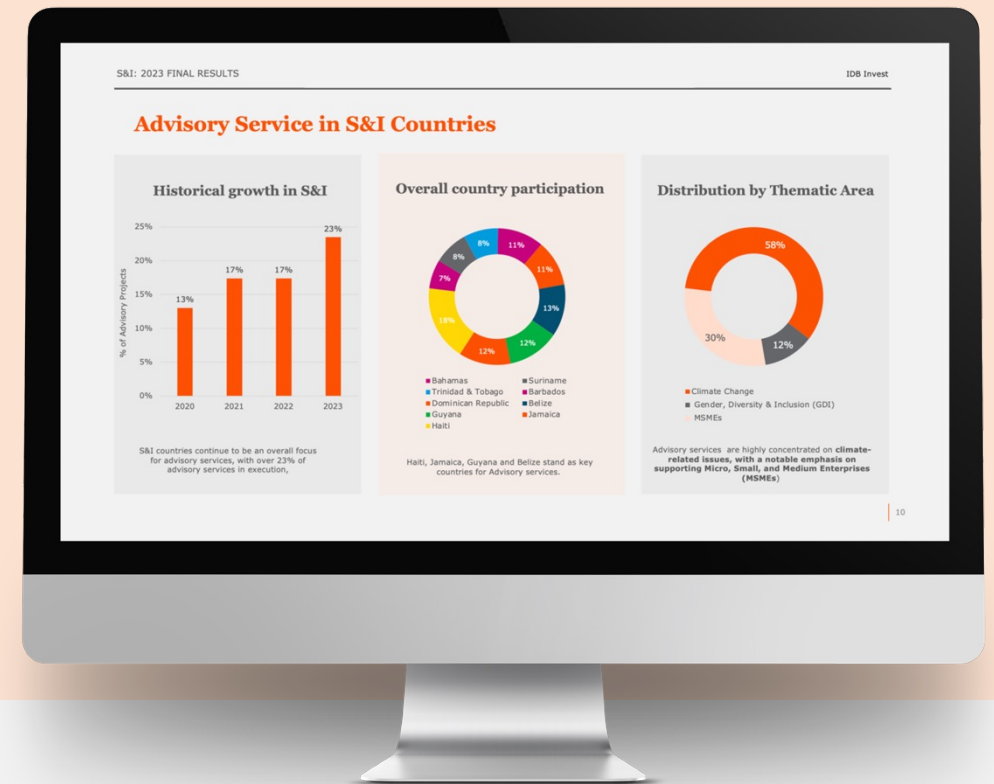 S&I: 2023 FINAL RESULTS
IDB Invest
Advisory Service in S&I Countries
Historical growth in S&I
% of Advisory Projects
25%
20%
15%
10%
5%
0%
13%
17%
17%
23%
2020
2021
2022
2023
S&I countries continue to be an overall focus
for advisory services, with over 23% of
advisory services in execution,
Overall country participation
11%
11%
13%
12%
12%
18%
7%
8%
8%
Bahamas
Suriname
Trinidad & Tobago
Barbados
Dominican Republic
Belize
Guyana
Jamaica
Haiti
Haiti, Jamaica, Guyana and Belize stand as key
countries for Advisory services.
Distribution by Thematic Area
58%
12%
30%
Climate Change
Gender, Diversity & Inclusion (GDI)
MSMEs
Advisory services are highly concentrated on climate-
related issues, with a notable emphasis on
supporting Micro, Small, and Medium Enterprises
(MSMEs)
10